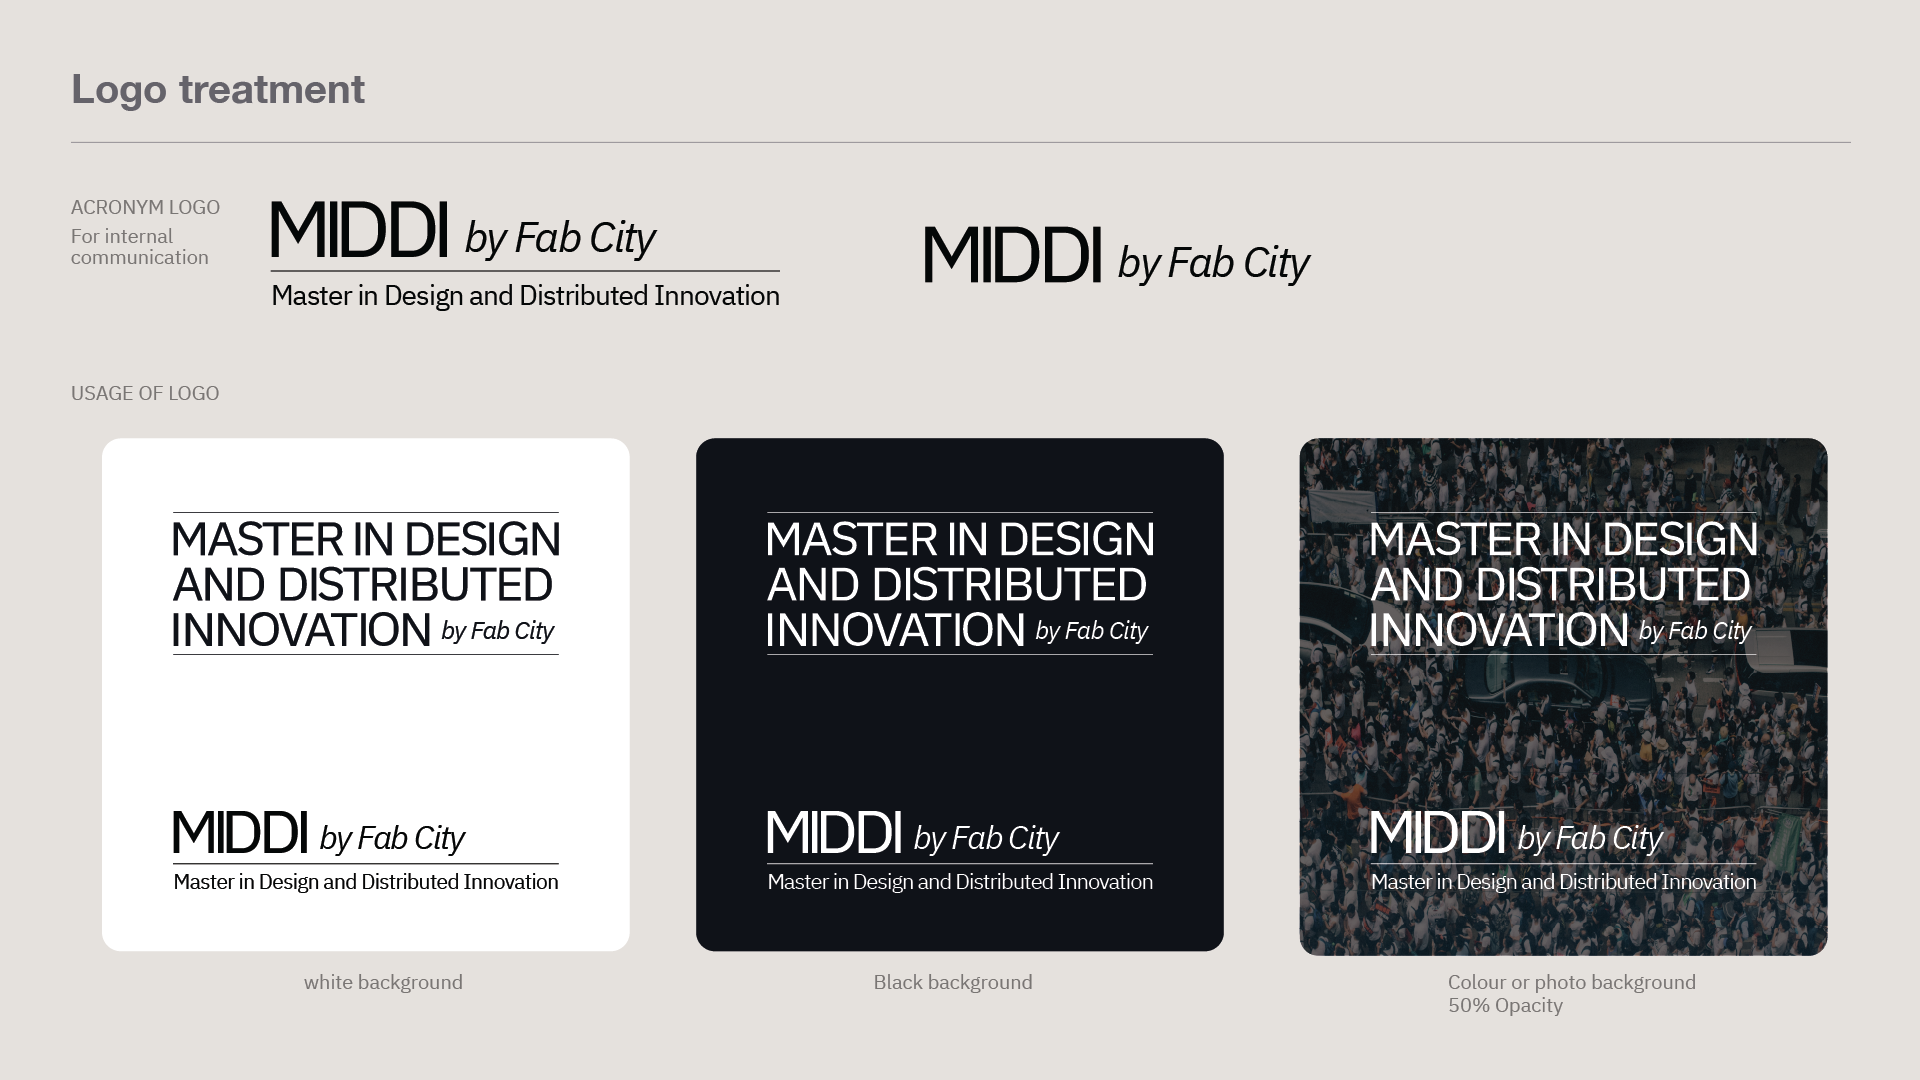 Logo treatment
ACRONYM LOGO
For internal
communication
MIDDI by Fab City
Master in Design and Distributed Innovation
MIDDI by Fab City
USAGE OF LOGO
MASTER IN DESIGN
AND DISTRIBUTED
INNOVATION by Fab City
MIDDI by Fab City
Master in Design and Distributed Innovation
white background
MASTER IN DESIGN
AND DISTRIBUTED
INNOVATION by Fab City
MIDDI by Fab City
Master in Design and Distributed Innovation
Black background
MASTER IN DESIGN
AND DISTRIBUTED
INNOVATION by Fab City
MIDDI by Fab City
Master in Design and Distributed Innovation
Colour or photo background
50% Opacity